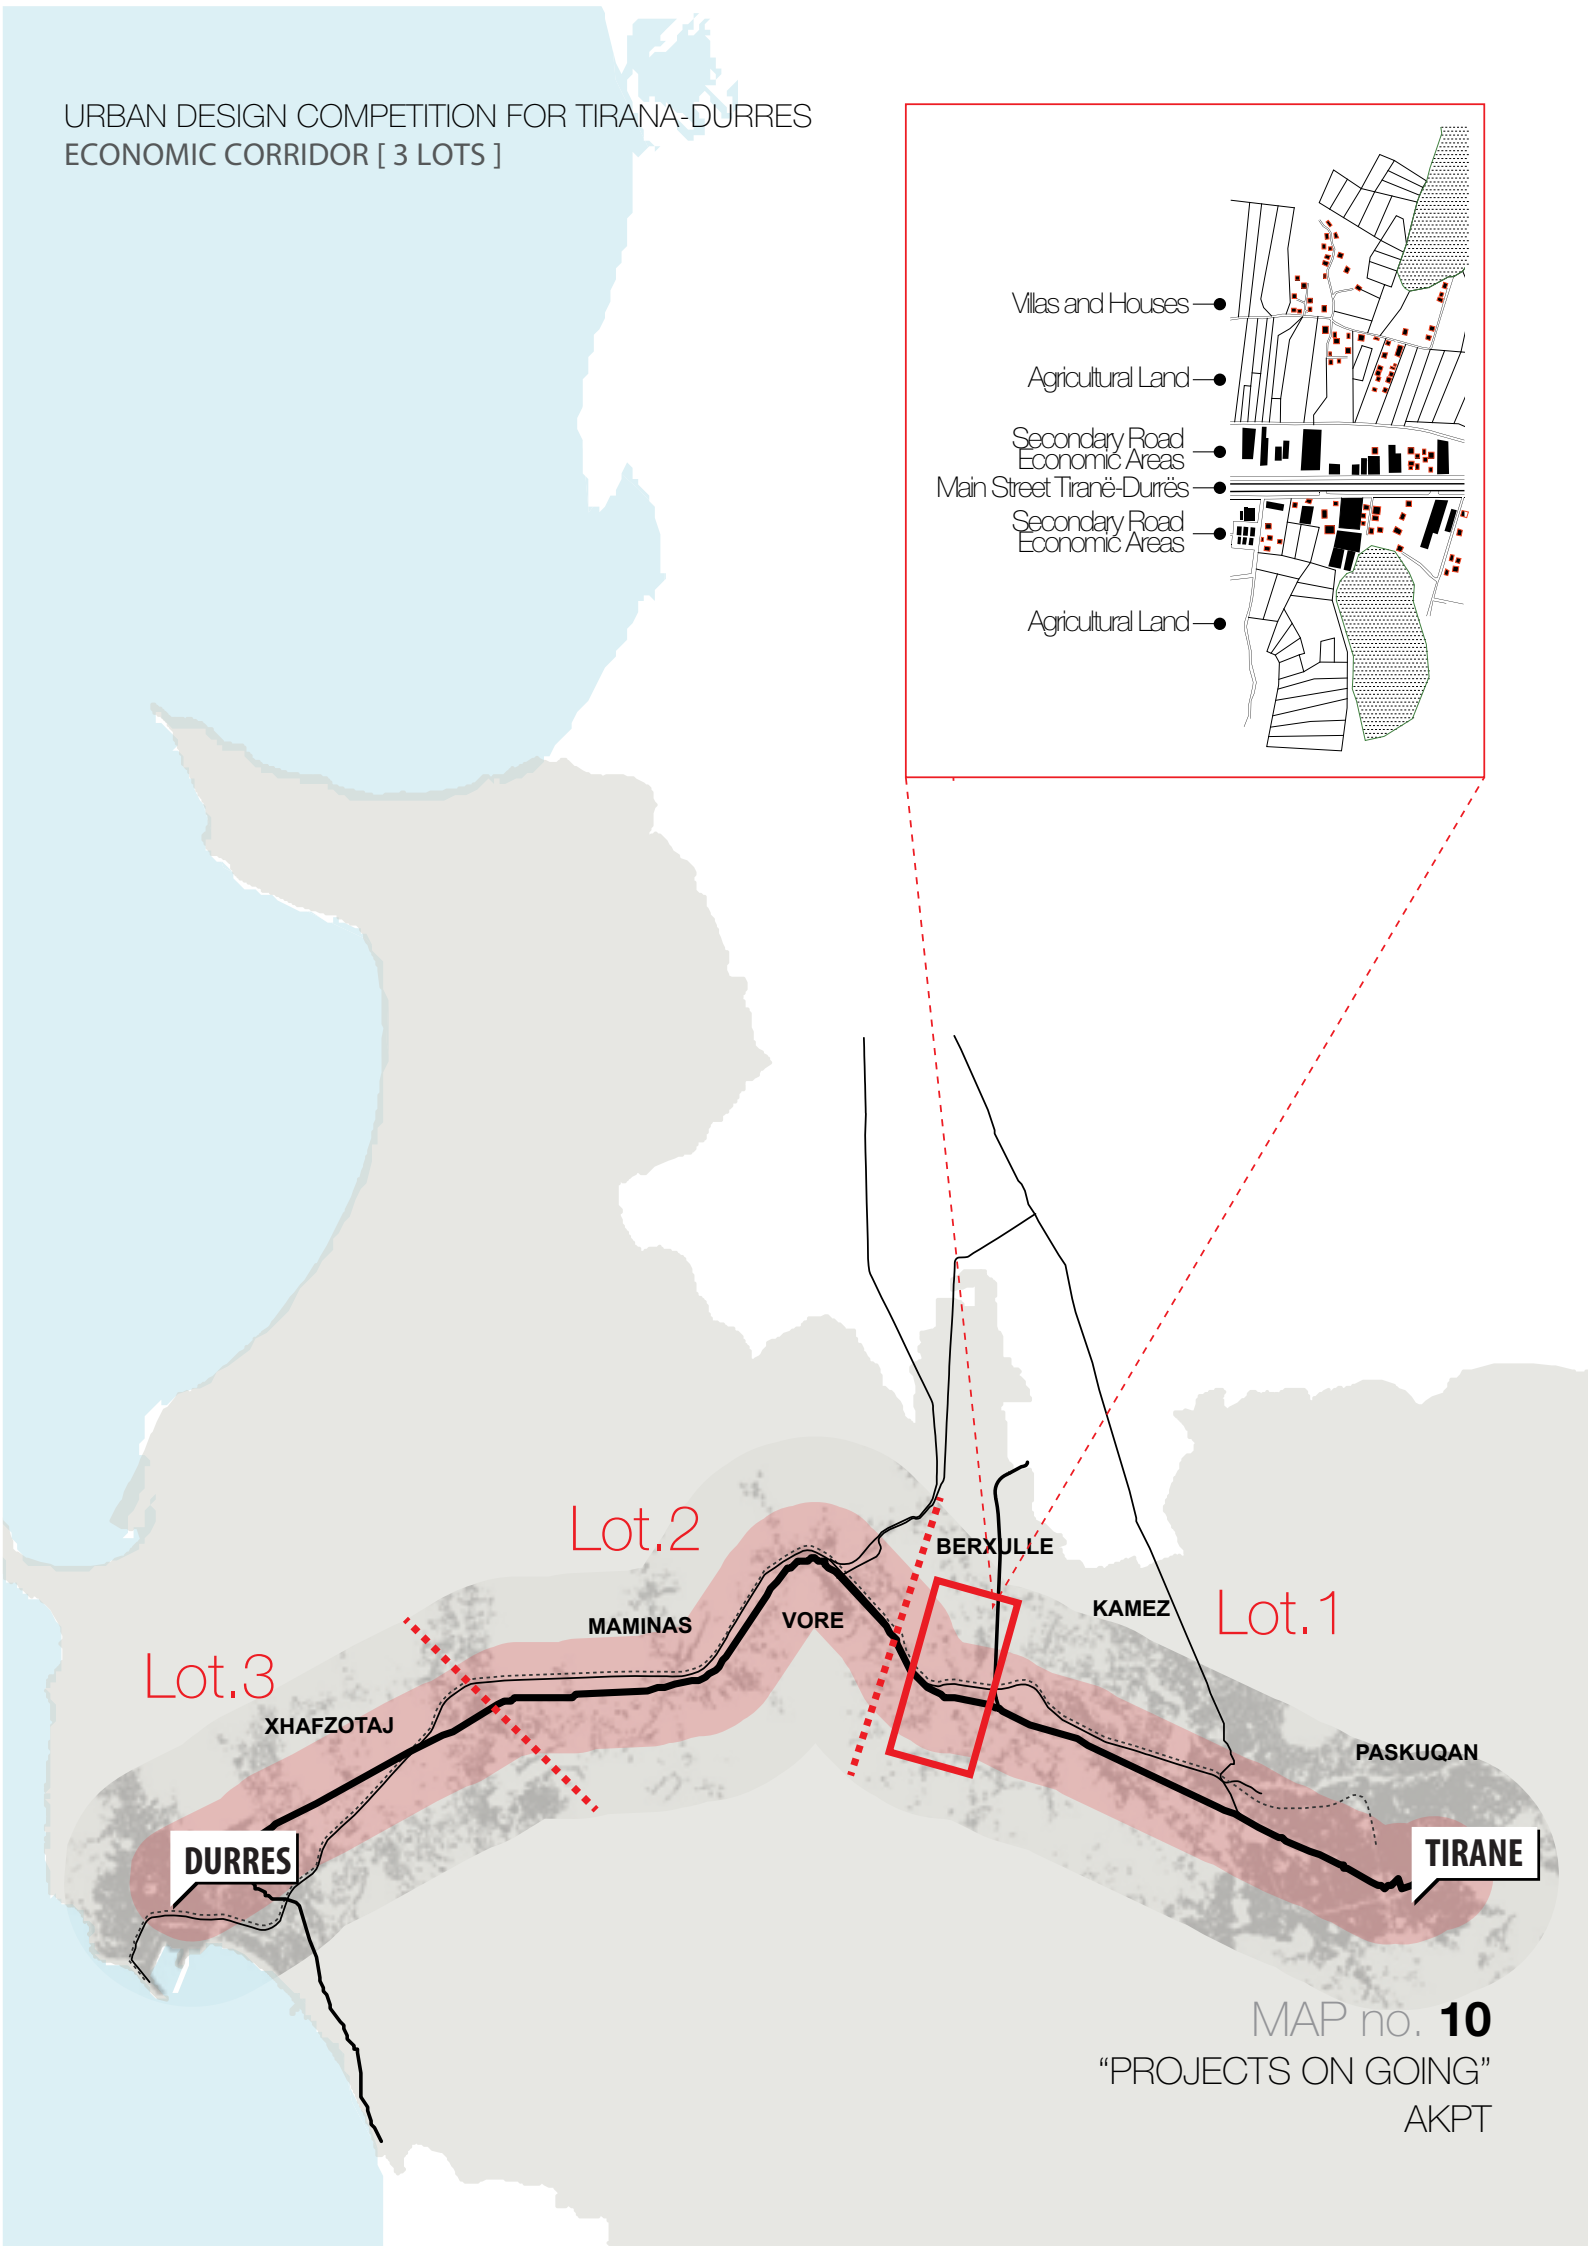 URBAN DESIGN COMPETITION FOR TIRANA-DURRES
ECONOMIC CORRIDOR [ 3 LOTS ]
Villas and Houses
Agricultural Land
Secondary Road
Economic Areas
Main Street Tiranë-Durrës
Secondary Road
Economic Areas
Agricultural Land
Lot.2
BERXULLE
KAMEZ
Lot.1
MAMINAS
VORE
Lot.3
XHAFZOTAJ
PASKUQAN
DURRES
TIRANE
MAP no. 10
“PROJECTS ON GOING”
AKPT